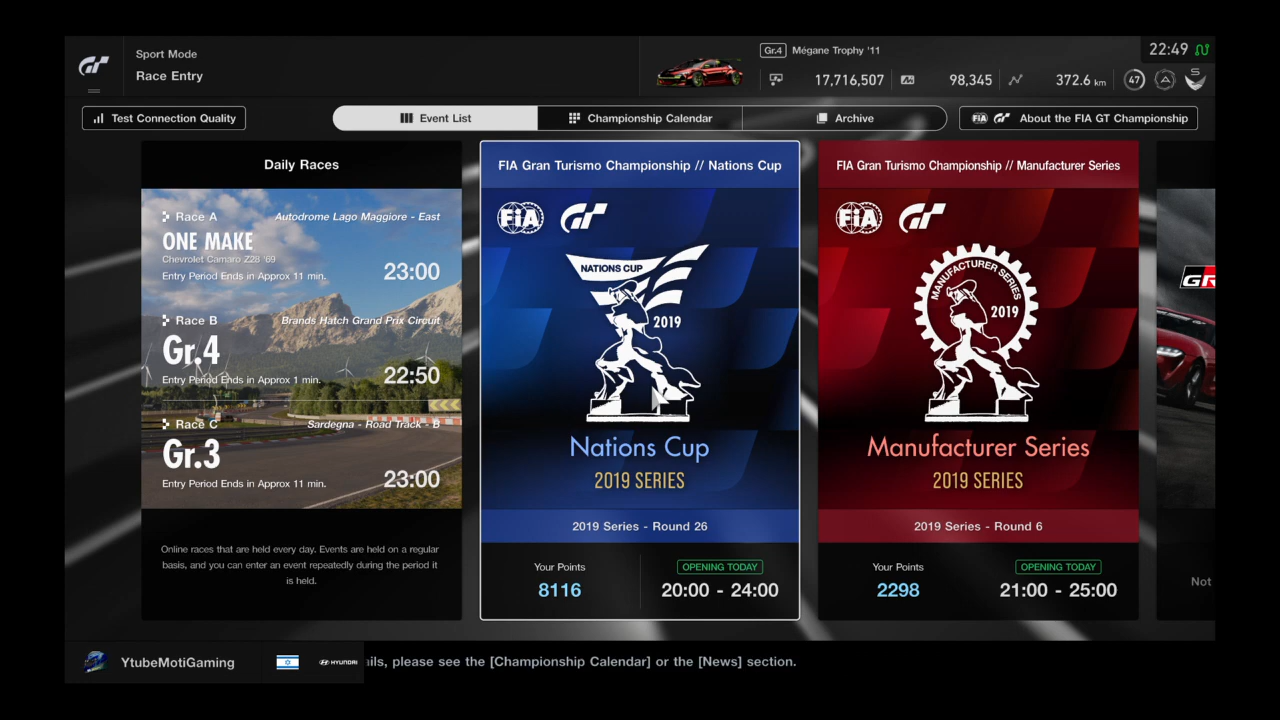 Sport Mode
Race Entry
Gr.4 Mégane Trophy '11
22:49
17,716,507
98,345
372.6 km
47
A
S
Test Connection Quality
Event List
Championship Calendar
Archive
FIA GT About the FIA GT Championship
Daily Races
Race A
Autodrome Lago Maggiore - East
ONE MAKE
Chevrolet Camaro Z28 '69
Entry Period Ends in Approx 11 min.
23:00
Race B
Brands Hatch Grand Prix Circuit
Gr.4
Entry Period Ends in Approx 1 min.
22:50
Race C
Sardegna - Road Track - B
Gr.3
Entry Period Ends in Approx 11 min.
23:00
Online races that are held every day. Events are held on a regular
basis, and you can enter an event repeatedly during the period it
is held.
FIA Gran Turismo Championship // Nations Cup
FIA GT
NATIONS CUP
2019
Nations Cup
2019 SERIES
2019 Series - Round 26
Your Points
8116
OPENING TODAY
20:00 - 24:00
FIA Gran Turismo Championship // Manufacturer Series
FIA GT
MANUFACTURER SERIES
2019
Manufacturer Series
2019 SERIES
2019 Series - Round 6
Your Points
2298
OPENING TODAY
21:00 - 25:00
GR
Not
YtubeMotiGaming
HYUNDAI
ils, please see the [Championship Calendar] or the [News] section.